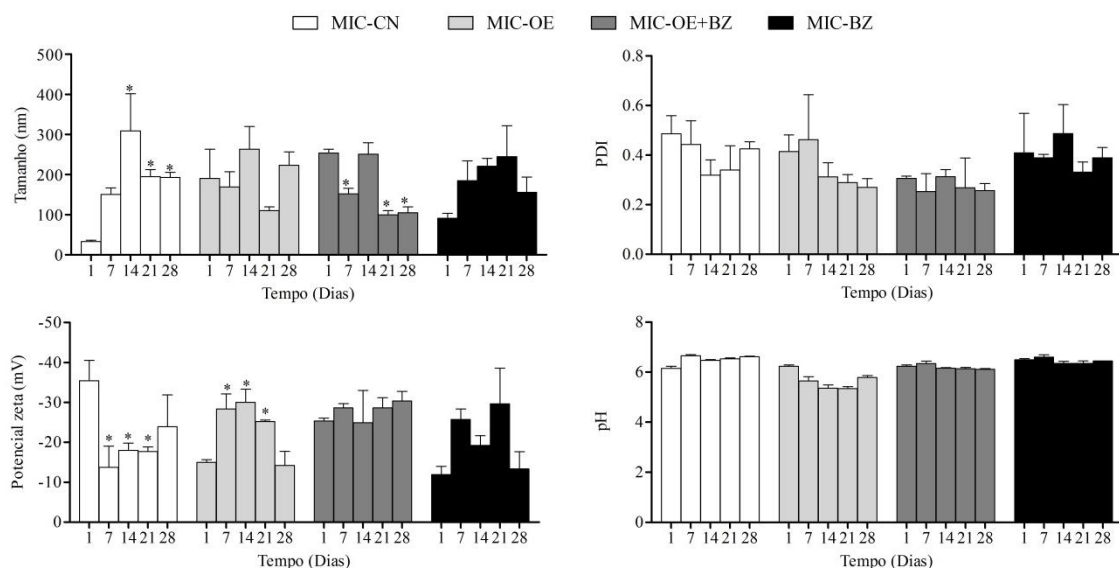 MIC-CN MIC-OE MIC-OE+BZ MIC-BZ
Tamanho (nm)
500
400
300
200
100
0
* * *
* * *
1 7 14 21 28 1 7 14 21 28 1 7 14 21 28 1 7 14 21 28
Tempo (Dias)
PDI
0.8
0.6
0.4
0.2
0.0
1 7 14 21 28 1 7 14 21 28 1 7 14 21 28 1 7 14 21 28
Tempo (Dias)
Potencial zeta (mV)
-50
-40
-30
-20
-10
0
* * *
* * *
1 7 14 21 28 1 7 14 21 28 1 7 14 21 28 1 7 14 21 28
Tempo (Dias)
pH
8
6
4
2
0
1 7 14 21 28 1 7 14 21 28 1 7 14 21 28 1 7 14 21 28
Tempo (Dias)